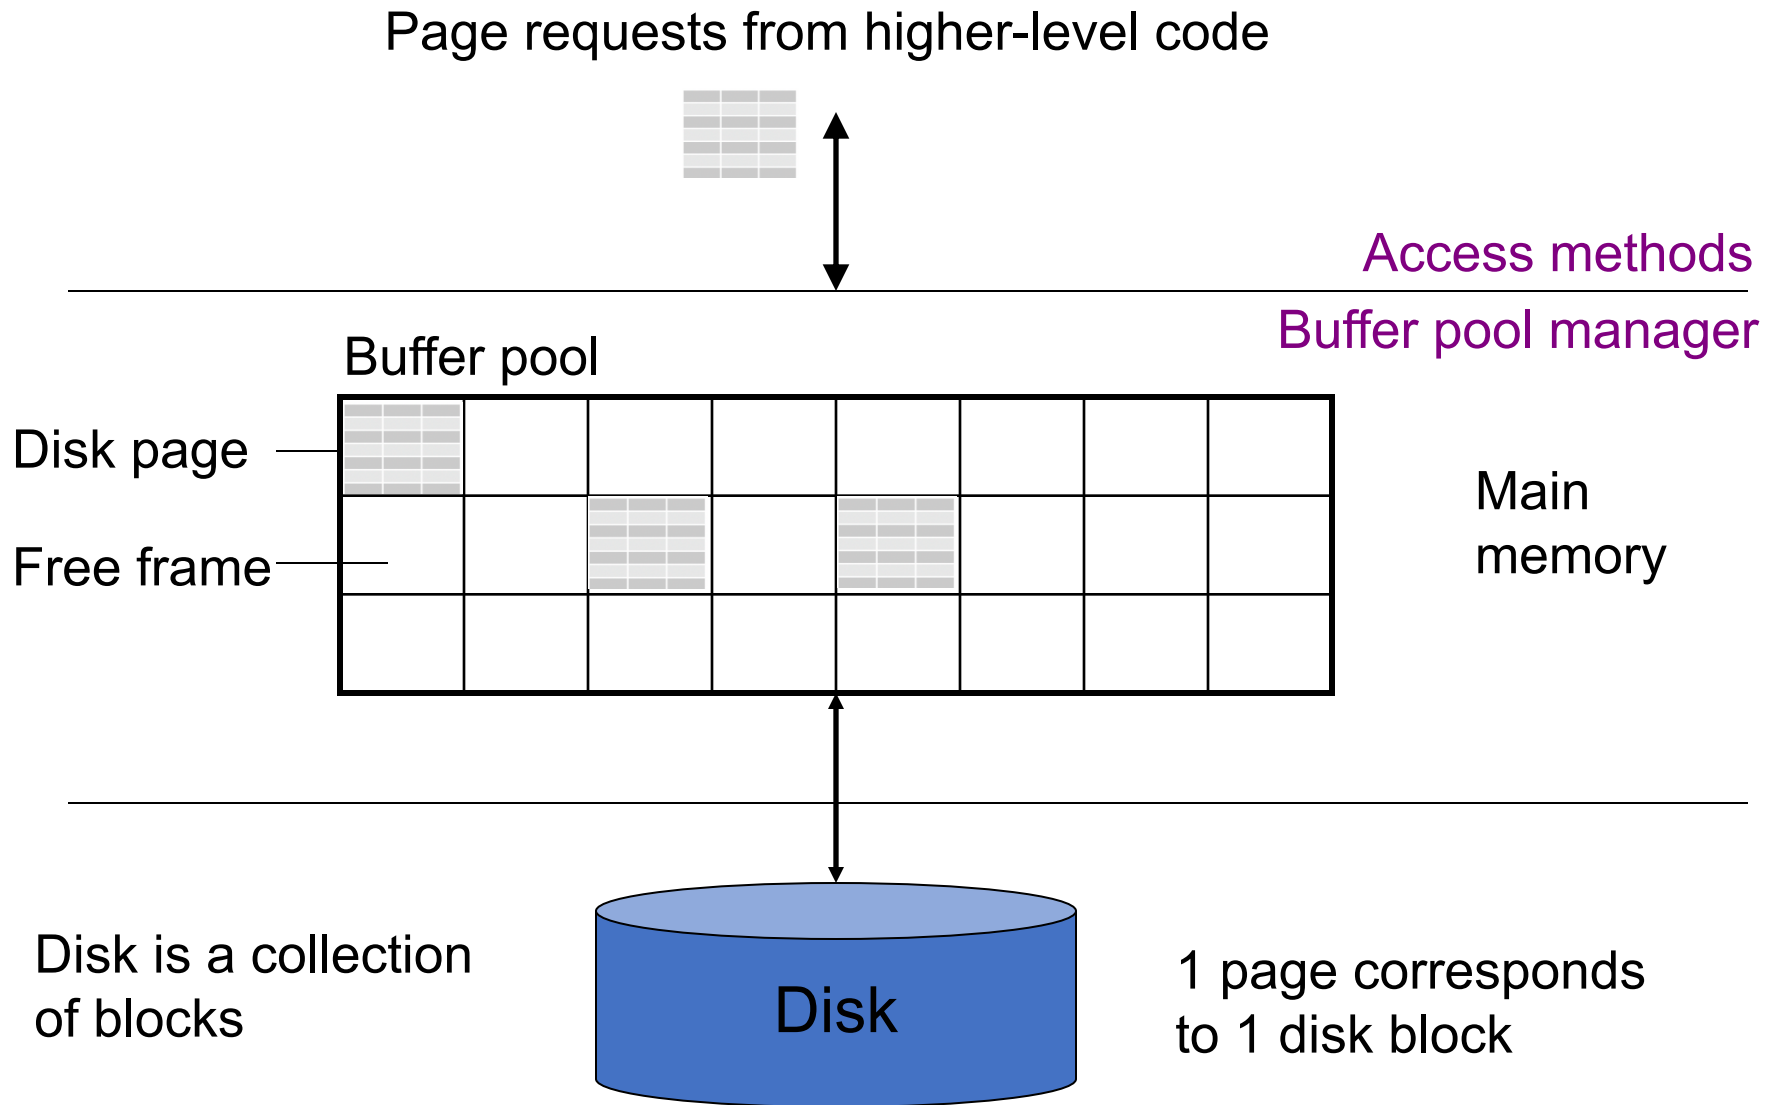 Page requests from higher-level code
Access methods
Buffer pool manager
Buffer pool
Disk page
Free frame
Main
memory
Disk is a collection
of blocks
Disk
1 page corresponds
to 1 disk block